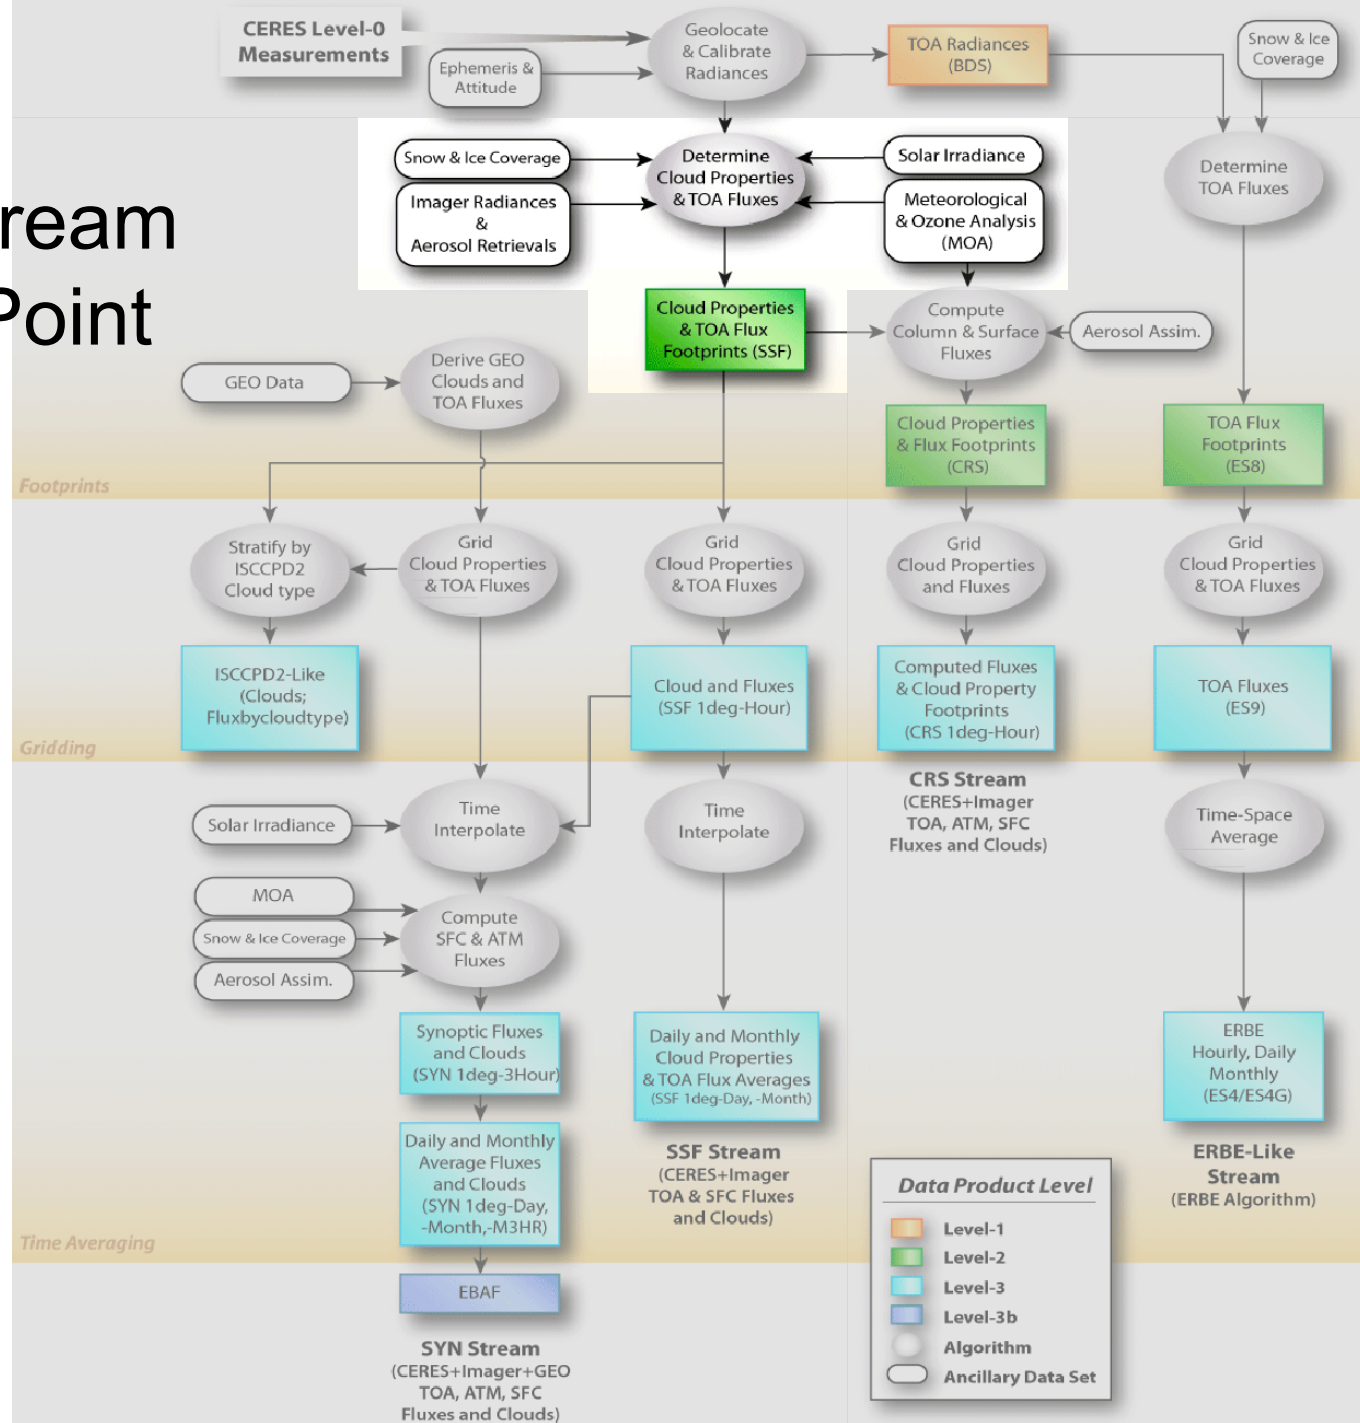 CERES Level-0
Measurements
Ephemeris &
Attitude
Geolocate
& Calibrate
Radiances
TOA Radiances
(BDS)
Snow & Ice
Coverage
Snow & Ice Coverage
Imager Radiances
&
Aerosol Retrievals
Determine
Cloud Properties
& TOA Fluxes
Solar Irradiance
Meteorological
& Ozone Analysis
(MOA)
Determine
TOA Fluxes
ream
Point
Cloud Properties
& TOA Flux
Footprints (SSF)
Compute
Column & Surface
Fluxes
Aerosol Assim.
GEO Data
Derive GEO
Clouds and
TOA Fluxes
Cloud Properties
& Flux Footprints
(CRS)
TOA Flux
Footprints
(ES8)
Footprints
Stratify by
ISCCPD2
Cloud type
Grid
Cloud Properties
& TOA Fluxes
Grid
Cloud Properties
& TOA Fluxes
Grid
Cloud Properties
and Fluxes
Grid
Cloud Properties
& TOA Fluxes
ISCCPD2-Like
(Clouds;
Fluxbycloudtype)
Cloud and Fluxes
(SSF 1deg-Hour)
Computed Fluxes
& Cloud Property
Footprints
(CRS 1deg-Hour)
TOA Fluxes
(ES9)
Gridding
CRS Stream
(CERES+Imager
TOA, ATM, SFC
Fluxes and Clouds)
Solar Irradiance
Time
Interpolate
Time
Interpolate
Time-Space
Average
MOA
Snow & Ice Coverage
Aerosol Assim.
Compute
SFC & ATM
Fluxes
Synoptic Fluxes
and Clouds
(SYN 1deg-3Hour)
Daily and Monthly
Cloud Properties
& TOA Flux Averages
(SSF 1deg-Day, -Month)
ERBE
Hourly, Daily
Monthly
(ES4/ES4G)
Daily and Monthly
Average Fluxes
and Clouds
(SYN 1deg-Day,
-Month,-M3HR)
SSF Stream
(CERES+Imager
TOA & SFC Fluxes
and Clouds)
ERBE-Like
Stream
(ERBE Algorithm)
Time Averaging
EBAF
SYN Stream
(CERES+Imager+GEO
TOA, ATM, SFC
Fluxes and Clouds)
Data Product Level
Level-1
Level-2
Level-3
Level-3b
Algorithm
Ancillary Data Set